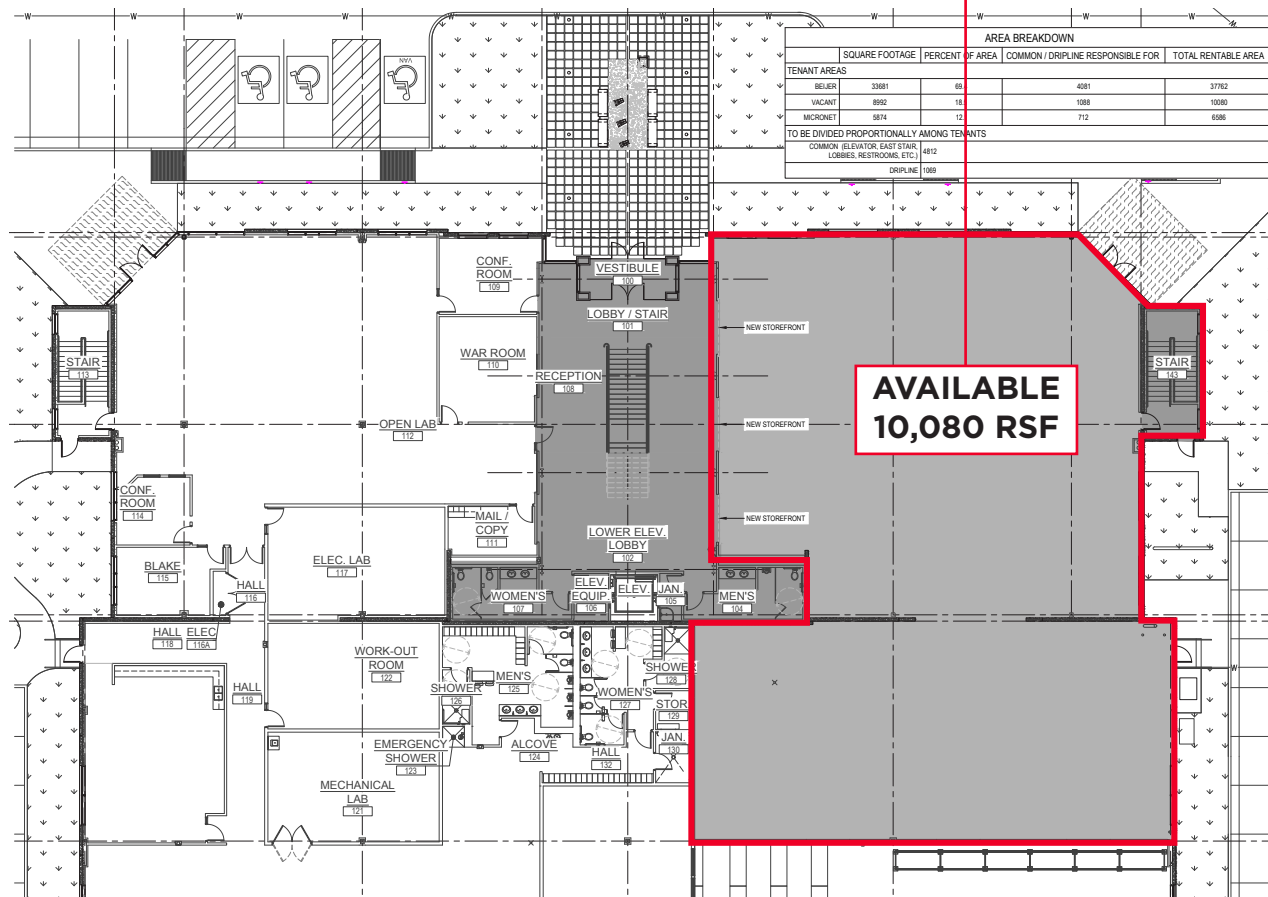 AREA BREAKDOWN
SQUARE FOOTAGE PERCENT OF AREA COMMON / DRIPLINE RESPONSIBLE FOR TOTAL RENTABLE AREA
TENANT AREAS
BEIJER 33681 69. 4081 37762
VACANT 8992 18. 1088 10080
MICRONET 5874 12. 712 6586
TO BE DIVIDED PROPORTIONALLY AMONG TENANTS
COMMON (ELEVATOR, EAST STAIR, LOBBIES, RESTROOMS, ETC.) 4812
DRIPLINE 1069
VAN
W W W W W W
CONF. ROOM
109
VESTIBULE
100
LOBBY / STAIR
101
NEW STOREFRONT
WAR ROOM
110
STAIR
113
RECEPTION
108
STAIR
143
AVAILABLE
10,080 RSF
OPEN LAB
112
NEW STOREFRONT
CONF. ROOM
114
MAIL / COPY
111
NEW STOREFRONT
LOWER ELEV. LOBBY
102
BLAKE
115
ELEC. LAB
117
HALL
116
WOMEN'S
107
ELEV. EQUIP.
106
ELEV.
JAN.
105
MEN'S
104
HALL
118
ELEC
116A
WORK-OUT ROOM
122
HALL
119
SHOWER
126
MEN'S
125
WOMEN'S
127
SHOWER
128
STOR
129
JAN.
130
EMERGENCY SHOWER
123
ALCOVE
124
HALL
132
MECHANICAL LAB
121
W
W